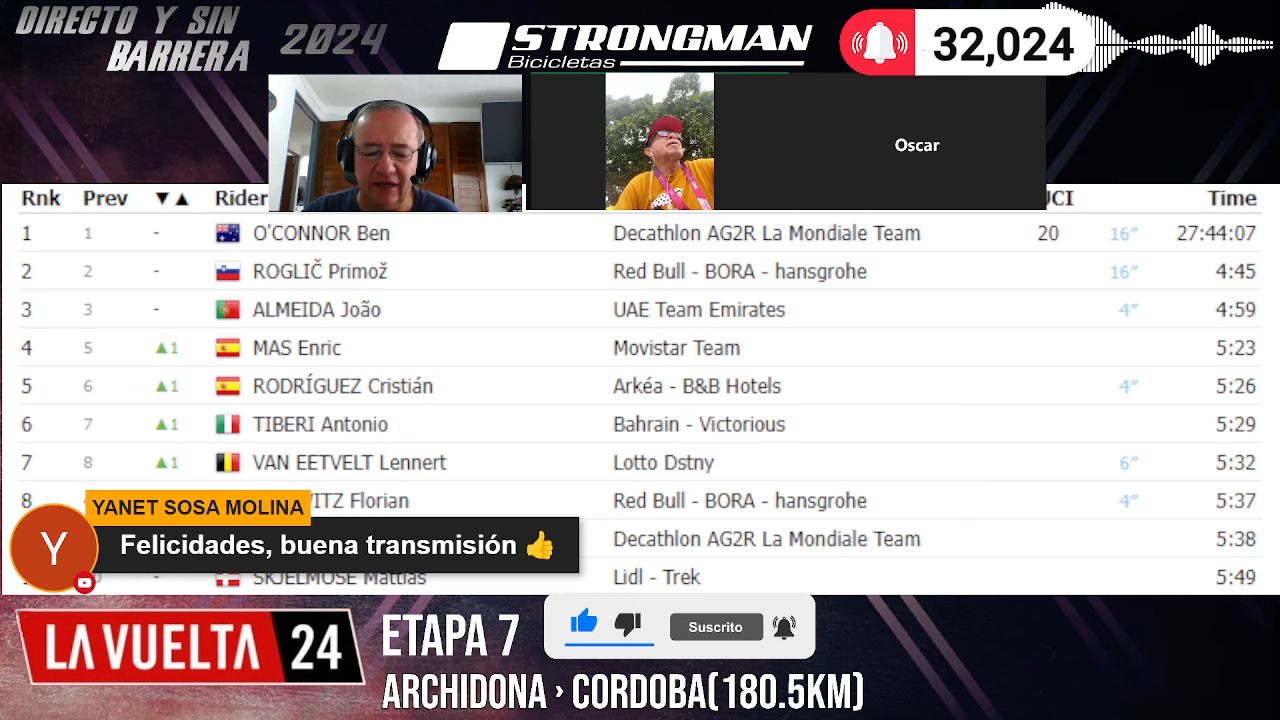 DIRECTO Y SIN
BARRERA
2024
STRONGMAN
Bicicletas
32,024
Oscar
Rnk Prev ▼▲ Rider UCI Time
1 1 - O'CONNOR Ben Decathlon AG2R La Mondiale Team 20 16″ 27:44:07
2 2 - ROGLIČ Primož Red Bull - BORA - hansgrohe 16″ 4:45
3 3 - ALMEIDA João UAE Team Emirates 4″ 4:59
4 5 ▲1 MAS Enric Movistar Team 5:23
5 6 ▲1 RODRÍGUEZ Cristián Arkéa - B&B Hotels 4″ 5:26
6 7 ▲1 TIBERI Antonio Bahrain - Victorious 5:29
7 8 ▲1 VAN EETVELT Lennert Lotto Dstny 6″ 5:32
8 Florian Red Bull - BORA - hansgrohe 4″ 5:37
Decathlon AG2R La Mondiale Team 5:38
- SKJELMOSE Mattias Lidl - Trek 5:49
YANET SOSA MOLINA
Y
Felicidades, buena transmisión 👍
LA VUELTA 24
ETAPA 7
Suscrito
ARCHIDONA › CORDOBA(180.5KM)